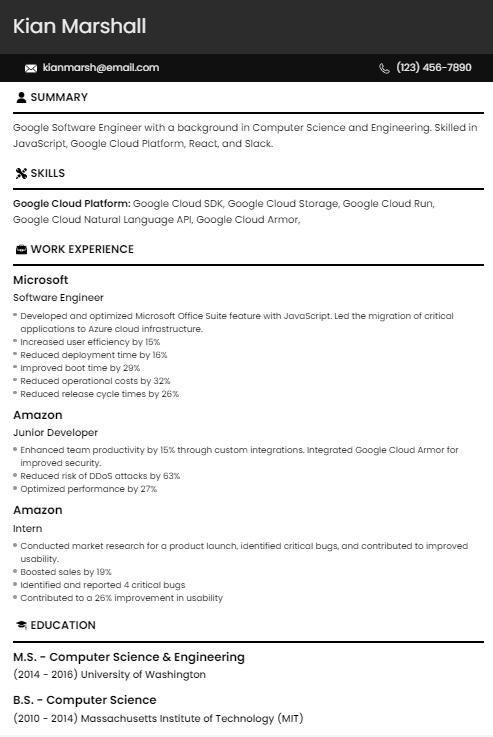 Kian Marshall
kianmarsh@email.com
(123) 456-7890
SUMMARY
Google Software Engineer with a background in Computer Science and Engineering. Skilled in
JavaScript, Google Cloud Platform, React, and Slack.
SKILLS
Google Cloud Platform: Google Cloud SDK, Google Cloud Storage, Google Cloud Run,
Google Cloud Natural Language API, Google Cloud Armor,
WORK EXPERIENCE
Microsoft
Software Engineer
Developed and optimized Microsoft Office Suite feature with JavaScript. Led the migration of critical
applications to Azure cloud infrastructure.
Increased user efficiency by 15%
Reduced deployment time by 16%
Improved boot time by 29%
Reduced operational costs by 32%
Reduced release cycle times by 26%
Amazon
Junior Developer
Enhanced team productivity by 15% through custom integrations. Integrated Google Cloud Armor for
improved security.
Reduced risk of DDoS attacks by 63%
Optimized performance by 27%
Amazon
Intern
Conducted market research for a product launch, identified critical bugs, and contributed to improved
usability.
Boosted sales by 19%
Identified and reported 4 critical bugs
Contributed to a 26% improvement in usability
EDUCATION
M.S. - Computer Science & Engineering
(2014 - 2016) University of Washington
B.S. - Computer Science
(2010 - 2014) Massachusetts Institute of Technology (MIT)